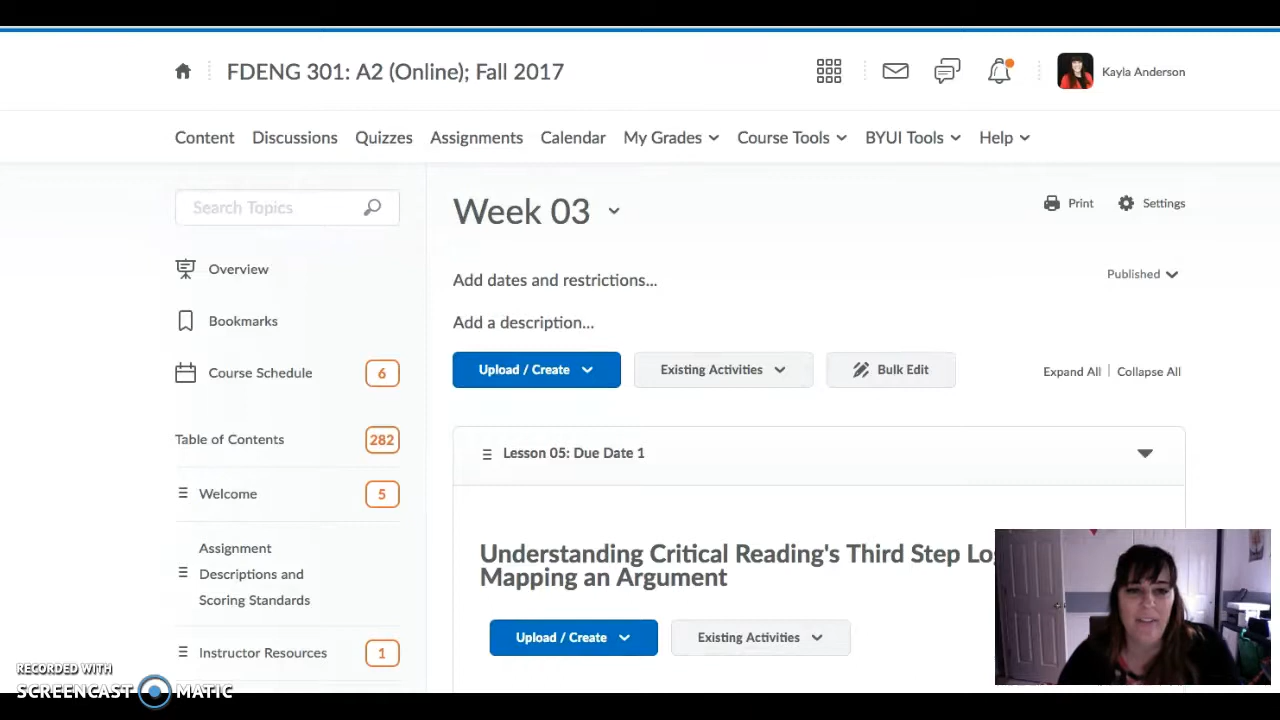 FDENG 301: A2 (Online); Fall 2017
Kayla Anderson
Content Discussions Quizzes Assignments Calendar My Grades Course Tools BYUI Tools Help
Search Topics
Overview
Bookmarks
Course Schedule 6
Table of Contents 282
Welcome 5
Assignment
Descriptions and
Scoring Standards
Instructor Resources 1
Week 03
Print Settings
Add dates and restrictions...
Published
Add a description...
Upload / Create Existing Activities Bulk Edit
Expand All | Collapse All
Lesson 05: Due Date 1
Understanding Critical Reading's Third Step
Mapping an Argument
Upload / Create Existing Activities
RECORDED WITH
SCREENCAST MATIC